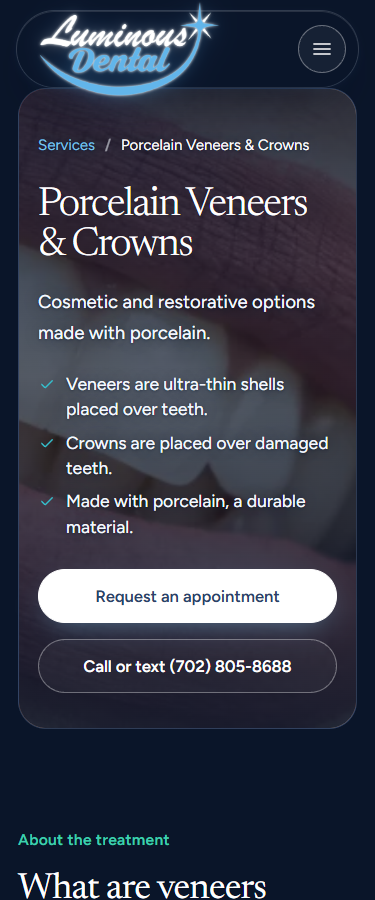 Luminous
Dental
Services / Porcelain Veneers & Crowns
Porcelain Veneers
& Crowns
Cosmetic and restorative options
made with porcelain.
Veneers are ultra-thin shells
placed over teeth.
Crowns are placed over damaged
teeth.
Made with porcelain, a durable
material.
Request an appointment
Call or text (702) 805-8688
About the treatment
What are veneers